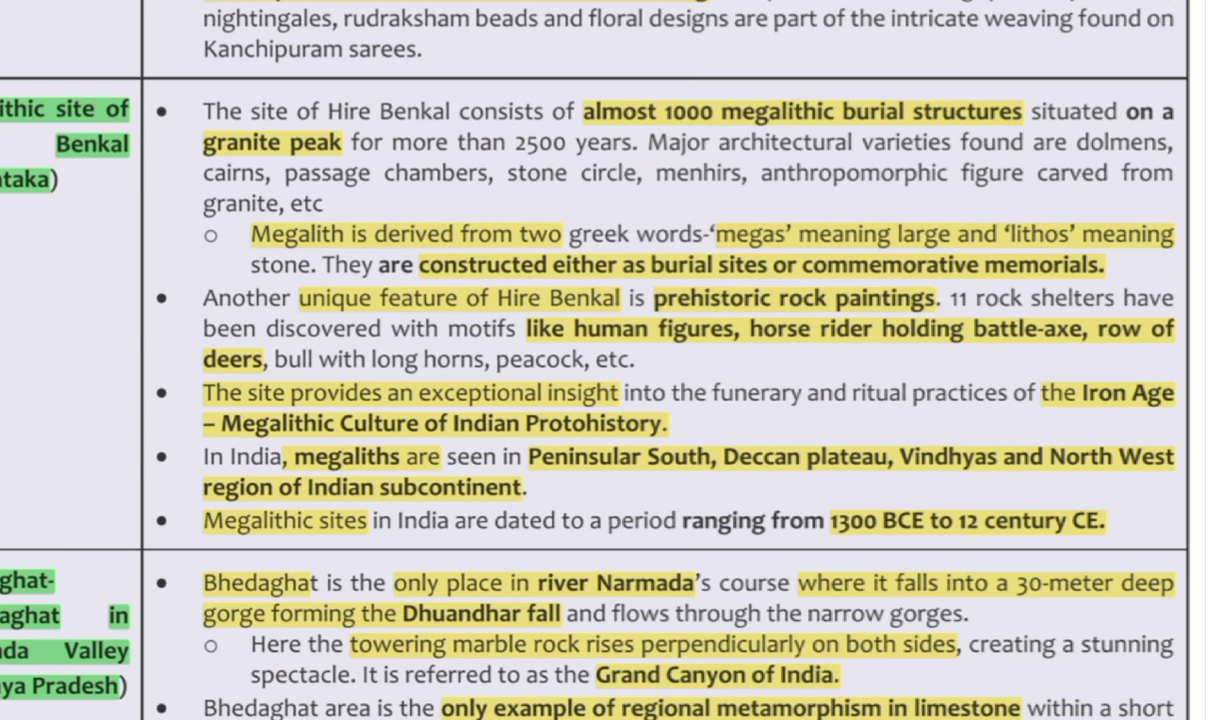 nightingales, rudraksham beads and floral designs are part of the intricate weaving found on
Kanchipuram sarees.
ithic site of
Benkal
ataka)
• The site of Hire Benkal consists of almost 1000 megalithic burial structures situated on a
granite peak for more than 2500 years. Major architectural varieties found are dolmens,
cairns, passage chambers, stone circle, menhirs, anthropomorphic figure carved from
granite, etc
o Megalith is derived from two greek words-‘megas’ meaning large and ‘lithos’ meaning
stone. They are constructed either as burial sites or commemorative memorials.
• Another unique feature of Hire Benkal is prehistoric rock paintings. 11 rock shelters have
been discovered with motifs like human figures, horse rider holding battle-axe, row of
deers, bull with long horns, peacock, etc.
• The site provides an exceptional insight into the funerary and ritual practices of the Iron Age
– Megalithic Culture of Indian Protohistory.
• In India, megaliths are seen in Peninsular South, Deccan plateau, Vindhyas and North West
region of Indian subcontinent.
• Megalithic sites in India are dated to a period ranging from 1300 BCE to 12 century CE.
ghat-
aghat in
da Valley
ya Pradesh)
• Bhedaghat is the only place in river Narmada’s course where it falls into a 30-meter deep
gorge forming the Dhuandhar fall and flows through the narrow gorges.
o Here the towering marble rock rises perpendicularly on both sides, creating a stunning
spectacle. It is referred to as the Grand Canyon of India.
• Bhedaghat area is the only example of regional metamorphism in limestone within a short